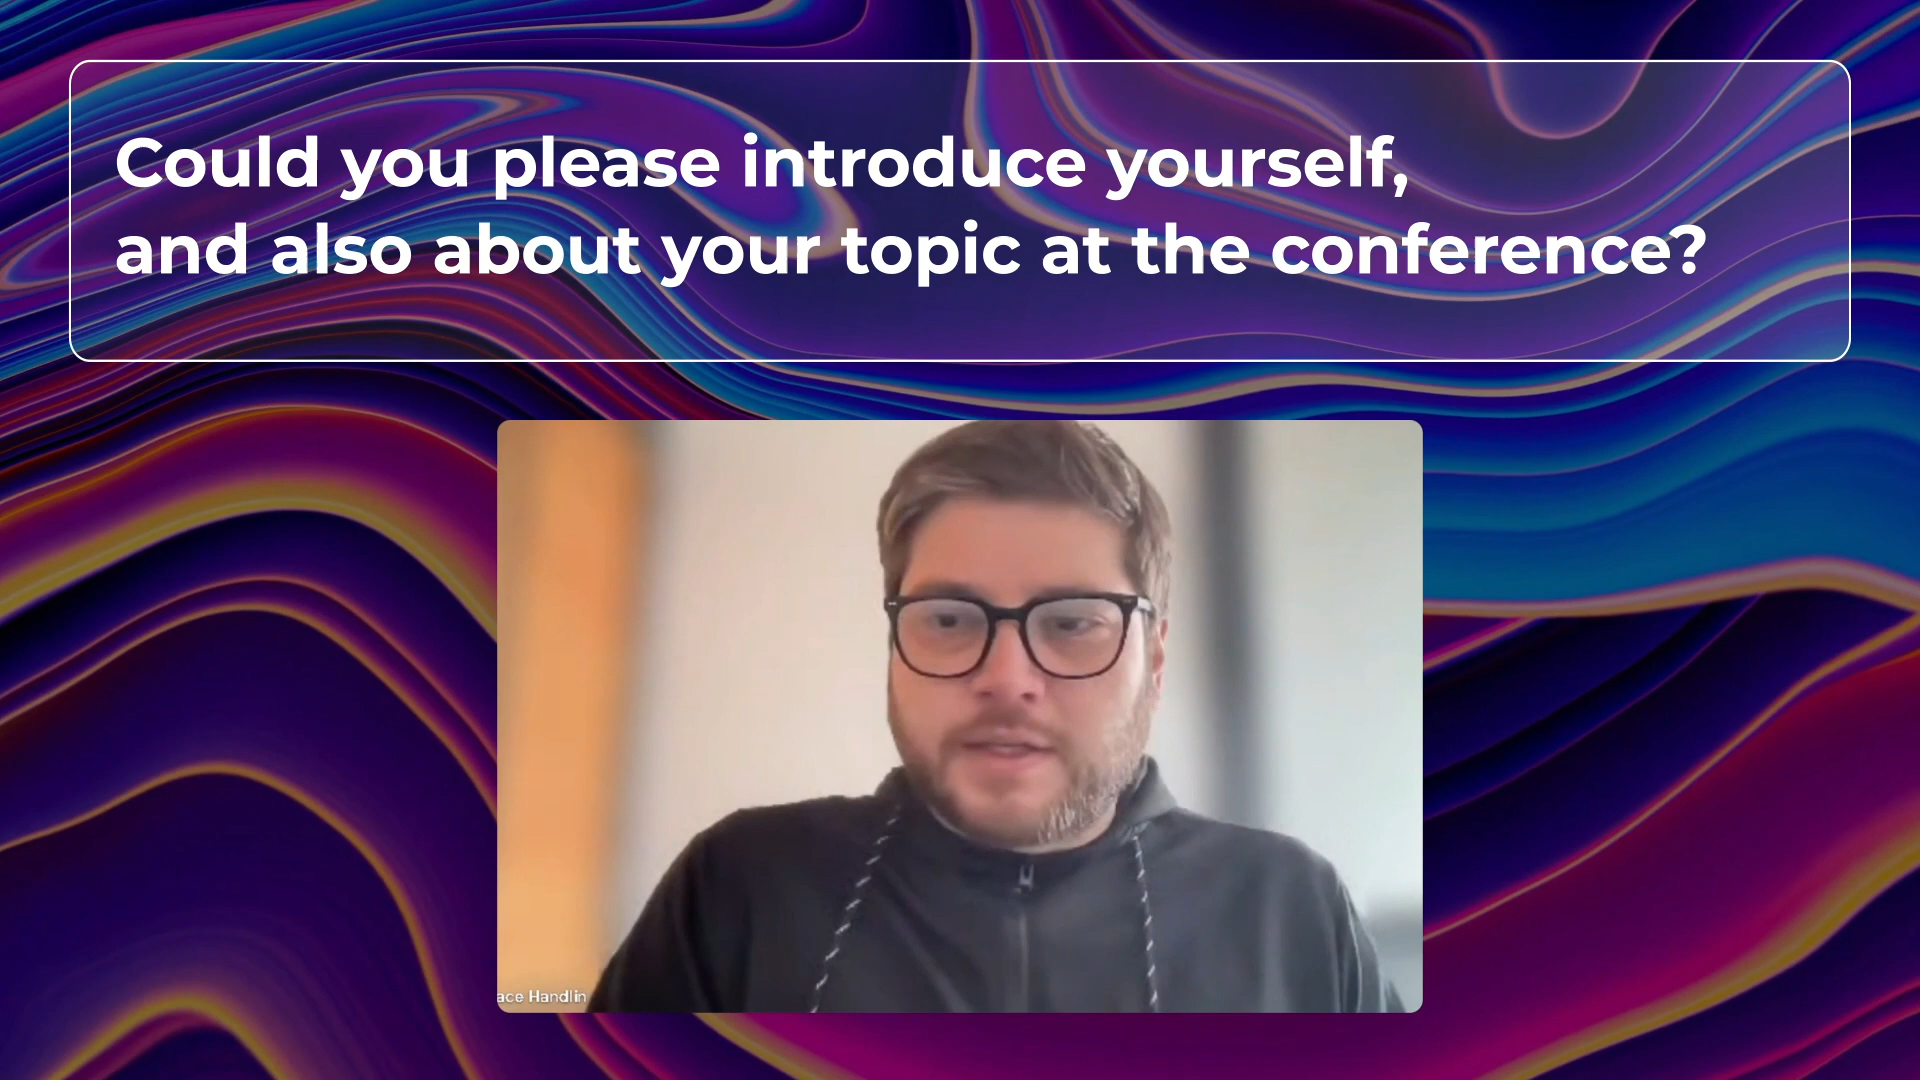 Could you please introduce yourself,
and also about your topic at the conference?
ace Handlin